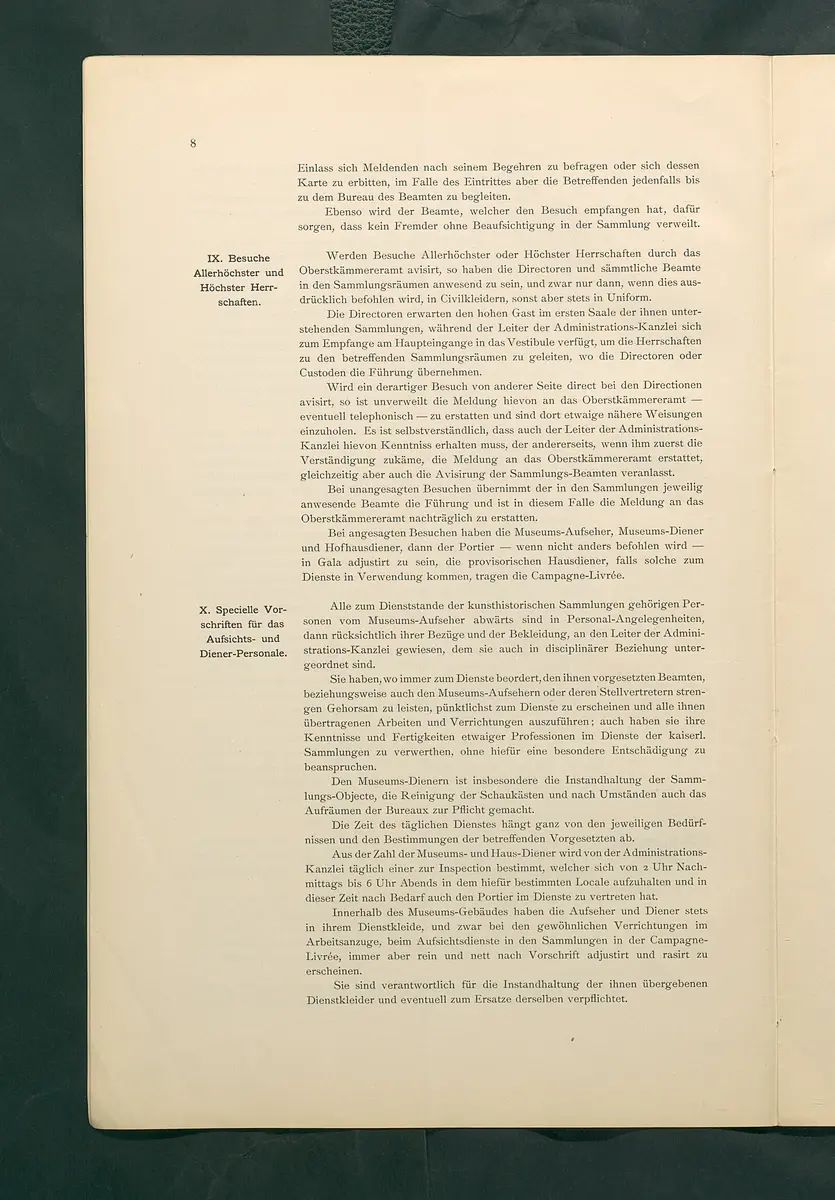 8
Einlass sich Meldenden nach seinem Begehren zu befragen oder sich dessen
Karte zu erbitten, im Falle des Eintrittes aber die Betreffenden jedenfalls bis
zu dem Bureau des Beamten zu begleiten.
Ebenso wird der Beamte, welcher den Besuch empfangen hat, dafür
sorgen, dass kein Fremder ohne Beaufsichtigung in der Sammlung verweilt.
IX. Besuche
Allerhöchster und
Höchster Herr-
schaften.
Werden Besuche Allerhöchster oder Höchster Herrschaften durch das
Oberstkämmereramt avisirt, so haben die Directoren und sämmtliche Beamte
in den Sammlungsräumen anwesend zu sein, und zwar nur dann, wenn dies aus-
drücklich befohlen wird, in Civilkleidern, sonst aber stets in Uniform.
Die Directoren erwarten den hohen Gast im ersten Saale der ihnen unter-
stehenden Sammlungen, während der Leiter der Administrations-Kanzlei sich
zum Empfange am Haupteingange in das Vestibule verfügt, um die Herrschaften
zu den betreffenden Sammlungsräumen zu geleiten, wo die Directoren oder
Custoden die Führung übernehmen.
Wird ein derartiger Besuch von anderer Seite direct bei den Directionen
avisirt, so ist unverweilt die Meldung hievon an das Oberstkämmereramt —
eventuell telephonisch — zu erstatten und sind dort etwaige nähere Weisungen
einzuholen. Es ist selbstverständlich, dass auch der Leiter der Administrations-
Kanzlei hievon Kenntniss erhalten muss, der andererseits, wenn ihm zuerst die
Verständigung zukäme, die Meldung an das Oberstkämmereramt erstattet,
gleichzeitig aber auch die Avisirung der Sammlungs-Beamten veranlasst.
Bei unangesagten Besuchen übernimmt der in den Sammlungen jeweilig
anwesende Beamte die Führung und ist in diesem Falle die Meldung an das
Oberstkämmereramt nachträglich zu erstatten.
Bei angesagten Besuchen haben die Museums-Aufseher, Museums-Diener
und Hofhausdiener, dann der Portier — wenn nicht anders befohlen wird —
in Gala adjustirt zu sein, die provisorischen Hausdiener, falls solche zum
Dienste in Verwendung kommen, tragen die Campagne-Livrée.
X. Specielle Vor-
schriften für das
Aufsichts- und
Diener-Personale.
Alle zum Dienststande der kunsthistorischen Sammlungen gehörigen Per-
sonen vom Museums-Aufseher abwärts sind in Personal-Angelegenheiten,
dann rücksichtlich ihrer Bezüge und der Bekleidung, an den Leiter der Admini-
strations-Kanzlei gewiesen, dem sie auch in disciplinärer Beziehung unter-
geordnet sind.
Sie haben, wo immer zum Dienste beordert, den ihnen vorgesetzten Beamten,
beziehungsweise auch den Museums-Aufsehern oder deren Stellvertretern stren-
gen Gehorsam zu leisten, pünktlichst zum Dienste zu erscheinen und alle ihnen
übertragenen Arbeiten und Verrichtungen auszuführen; auch haben sie ihre
Kenntnisse und Fertigkeiten etwaiger Professionen im Dienste der kaiserl.
Sammlungen zu verwerthen, ohne hiefür eine besondere Entschädigung zu
beanspruchen.
Den Museums-Dienern ist insbesondere die Instandhaltung der Samm-
lungs-Objecte, die Reinigung der Schaukästen und nach Umständen auch das
Aufräumen der Bureaux zur Pflicht gemacht.
Die Zeit des täglichen Dienstes hängt ganz von den jeweiligen Bedürf-
nissen und den Bestimmungen der betreffenden Vorgesetzten ab.
Aus der Zahl der Museums- und Haus-Diener wird von der Administrations-
Kanzlei täglich einer zur Inspection bestimmt, welcher sich von 2 Uhr Nach-
mittags bis 6 Uhr Abends in dem hiefür bestimmten Locale aufzuhalten und in
dieser Zeit nach Bedarf auch den Portier im Dienste zu vertreten hat.
Innerhalb des Museums-Gebäudes haben die Aufseher und Diener stets
in ihrem Dienstkleide, und zwar bei den gewöhnlichen Verrichtungen im
Arbeitsanzuge, beim Aufsichtsdienste in den Sammlungen in der Campagne-
Livrée, immer aber rein und nett nach Vorschrift adjustirt und rasirt zu
erscheinen.
Sie sind verantwortlich für die Instandhaltung der ihnen übergebenen
Dienstkleider und eventuell zum Ersatze derselben verpflichtet.